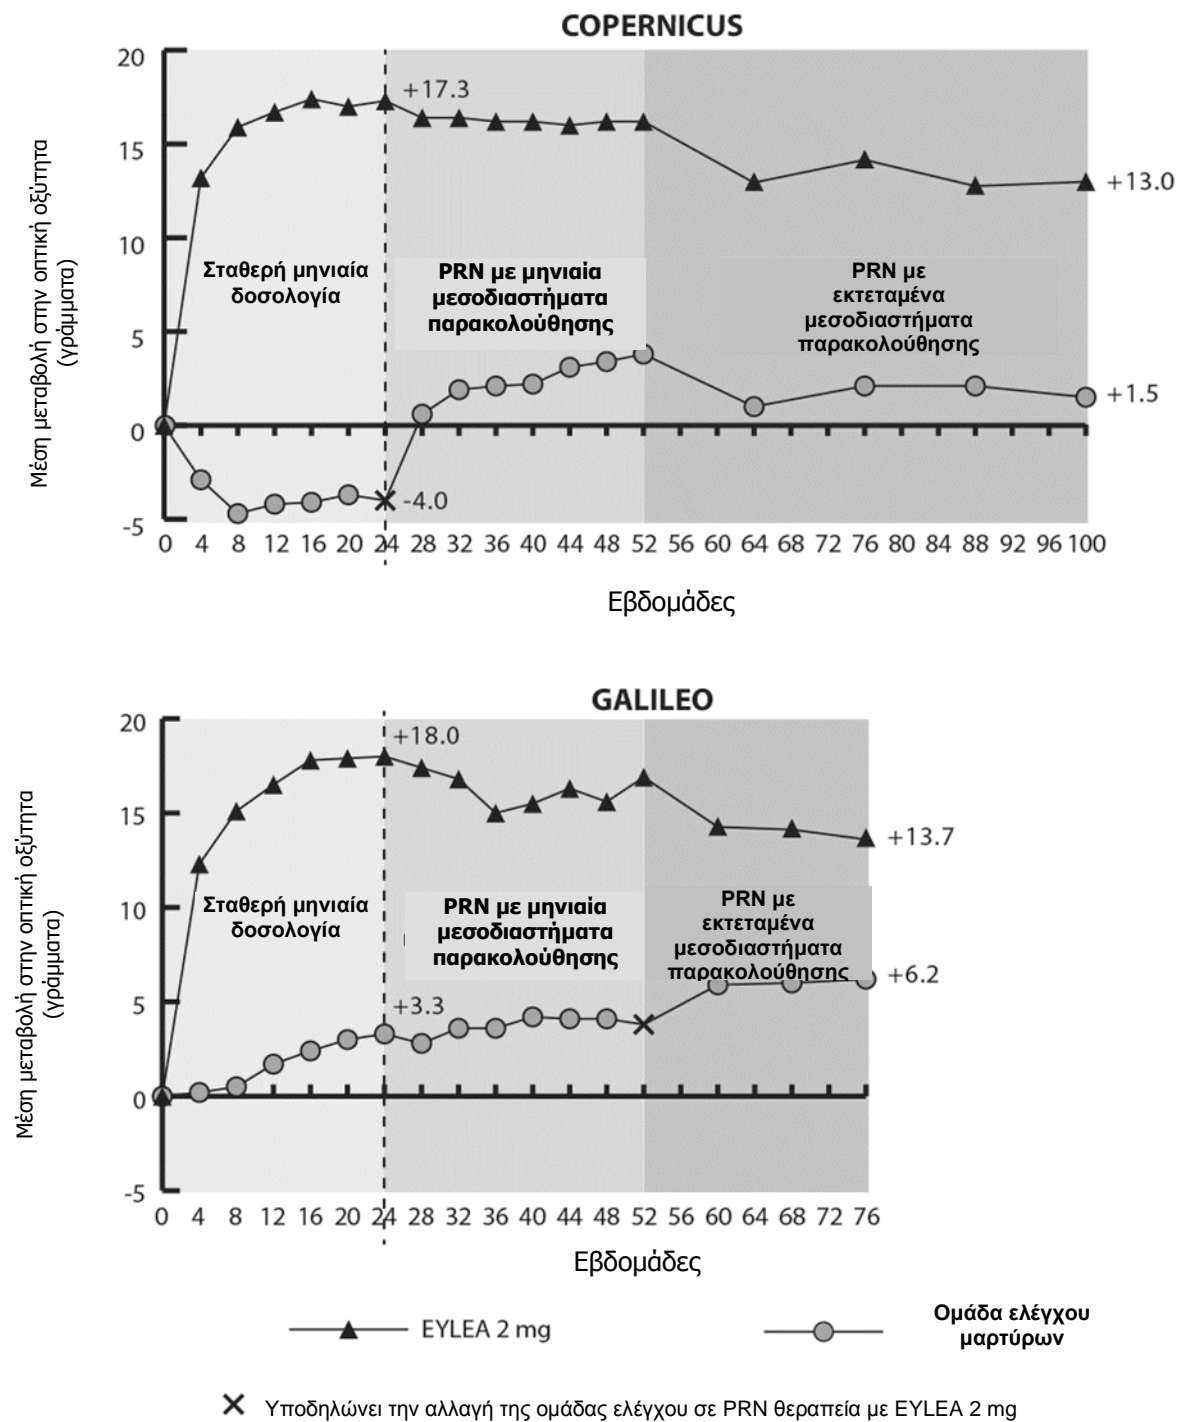 COPERNICUS
Μέση μεταβολή στην οπτική οξύτητα
(γράμματα)
20
15
10
5
0
-5
+17.3
+13.0
Σταθερή μηνιαία
δοσολογία
PRN με μηνιαία
μεσοδιαστήματα
παρακολούθησης
PRN με
εκτεταμένα
μεσοδιαστήματα
παρακολούθησης
+1.5
-4.0
0 4 8 12 16 20 24 28 32 36 40 44 48 52 56 60 64 68 72 76 80 84 88 92 96 100
Εβδομάδες
GALILEO
Μέση μεταβολή στην οπτική οξύτητα
(γράμματα)
20
15
10
5
0
-5
+18.0
+13.7
Σταθερή μηνιαία
δοσολογία
PRN με μηνιαία
μεσοδιαστήματα
παρακολούθησης
PRN με
εκτεταμένα
μεσοδιαστήματα
παρακολούθησης
+6.2
+3.3
0 4 8 12 16 20 24 28 32 36 40 44 48 52 56 60 64 68 72 76
Εβδομάδες
EYLEA 2 mg
Ομάδα ελέγχου
μαρτύρων
Υποδηλώνει την αλλαγή της ομάδας ελέγχου σε PRN θεραπεία με EYLEA 2 mg